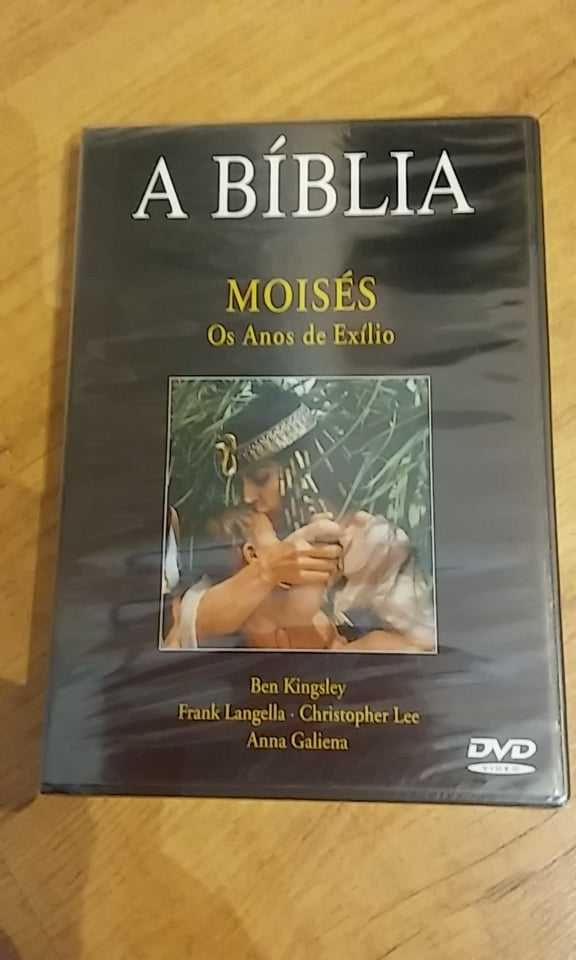 A BÍBLIA
MOISÉS
Os Anos de Exílio
Ben Kingsley
Frank Langella · Christopher Lee
Anna Galiena
DVD
VIDEO